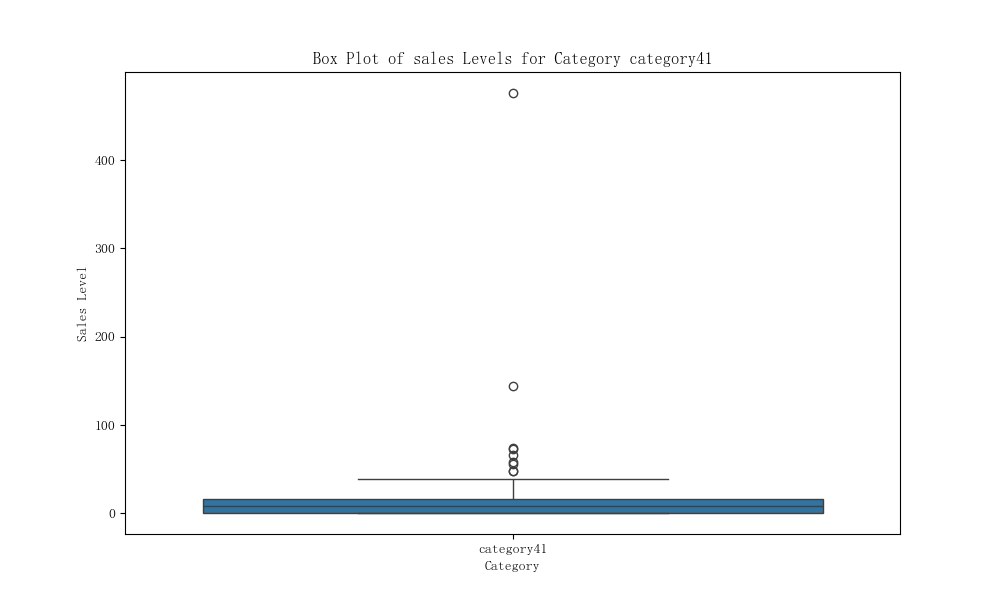 Box Plot of sales Levels for Category category41
400
300
200
100
0
Sales Level
category41
Category